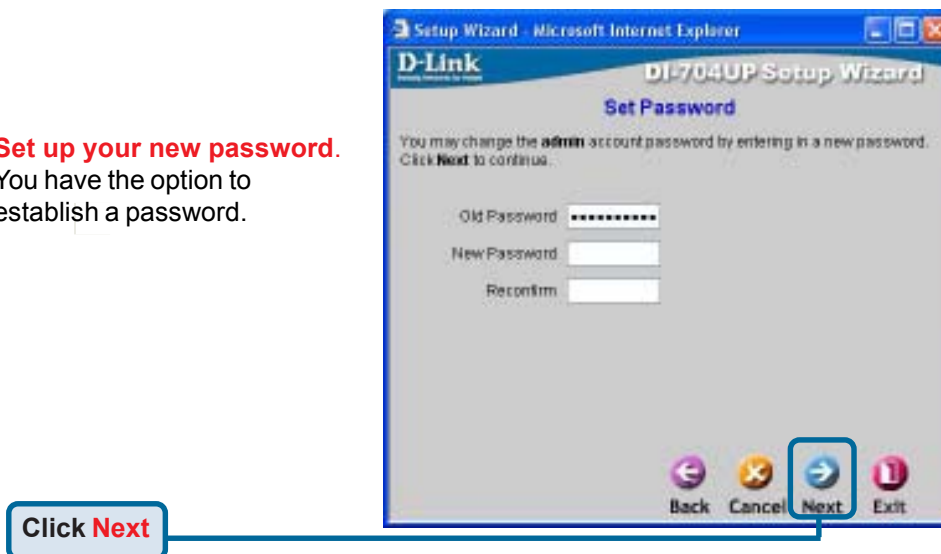 Setup Wizard - Microsoft Internet Explorer
D-Link
DI-704UP Setup Wizard
Set Password
You may change the admin account password by entering in a new password.
Click Next to continue.
Set up your new password.
You have the option to
establish a password.
Old Password ••••••••••
New Password
Reconfirm
Back Cancel Next Exit
Click Next